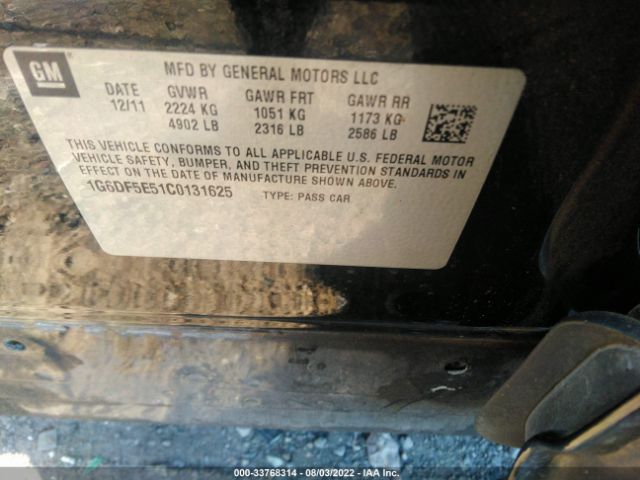 GM ®
MFD BY GENERAL MOTORS LLC
DATE GVWR GAWR FRT GAWR RR
12/11 2224 KG 1051 KG 1173 KG
4902 LB 2316 LB 2586 LB
THIS VEHICLE CONFORMS TO ALL APPLICABLE U.S. FEDERAL MOTOR
VEHICLE SAFETY, BUMPER, AND THEFT PREVENTION STANDARDS IN
EFFECT ON THE DATE OF MANUFACTURE SHOWN ABOVE.
1G6DF5E51C0131625 TYPE: PASS CAR
000-33768314 - 08/03/2022 - IAA Inc.